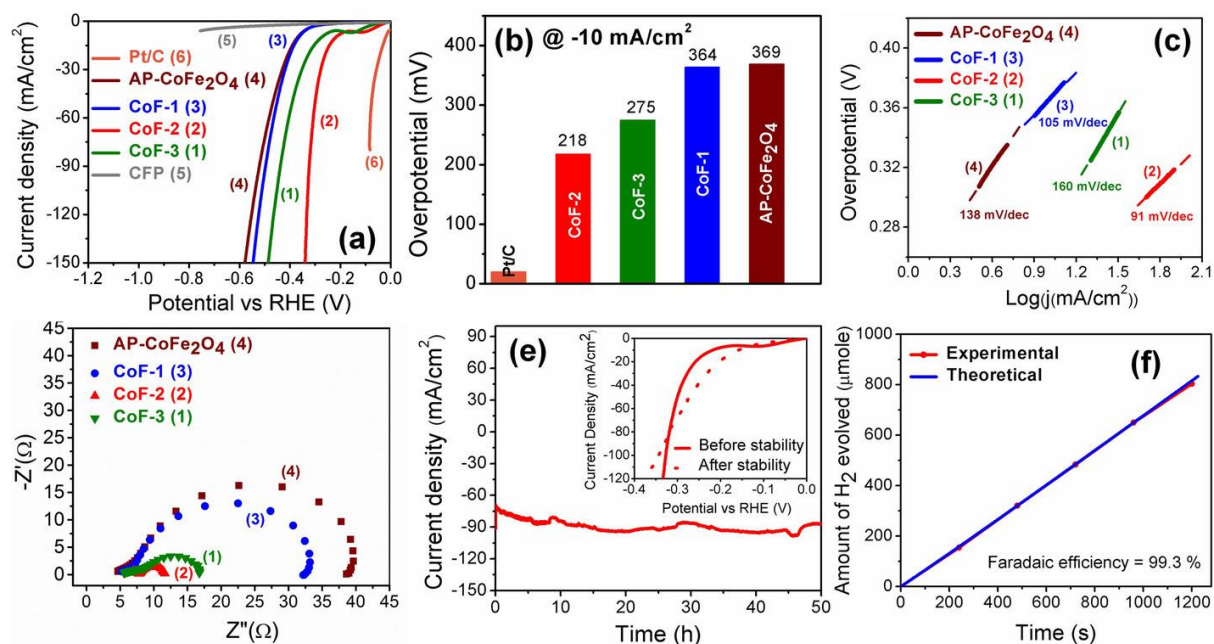 0
-30
-60
-90
-120
-150
Current density (mA/cm²)
(5)
(3)
Pt/C (6)
AP-CoFe₂O₄ (4)
CoF-1 (3)
CoF-2 (2)
CoF-3 (1)
CFP (5)
(2)
(6)
(4)
(1)
(a)
-1.2 -1.0 -0.8 -0.6 -0.4 -0.2 0.0
Potential vs RHE (V)
(b) @ -10 mA/cm²
400
300
200
100
0
Overpotential (mV)
218
275
364
369
Pt/C
CoF-2
CoF-3
CoF-1
AP-CoFe₂O₄
AP-CoFe₂O₄ (4)
CoF-1 (3)
CoF-2 (2)
CoF-3 (1)
(c)
0.40
0.36
0.32
0.28
Overpotential (V)
(3)
105 mV/dec
(4)
138 mV/dec
(1)
160 mV/dec
(2)
91 mV/dec
0.0 0.3 0.6 0.9 1.2 1.5 1.8 2.1
Log(j(mA/cm²))
45
40
35
30
25
20
15
10
5
0
-Z'(Ω)
AP-CoFe₂O₄ (4)
CoF-1 (3)
CoF-2 (2)
CoF-3 (1)
(4)
(3)
(1)
(2)
0 5 10 15 20 25 30 35 40 45
Z"(Ω)
(e)
90
60
30
0
-30
-60
-90
-120
-150
Current density (mA/cm²)
0
-20
-40
-60
-80
-100
-120
Current Density (mA/cm²)
Before stability
After stability
-0.4 -0.3 -0.2 -0.1 0.0
Potential vs RHE (V)
0 10 20 30 40 50
Time (h)
1000
800
600
400
200
0
Amount of H₂ evolved (μmole)
Experimental
Theoretical
(f)
Faradaic efficiency = 99.3 %
0 200 400 600 800 1000 1200
Time (s)